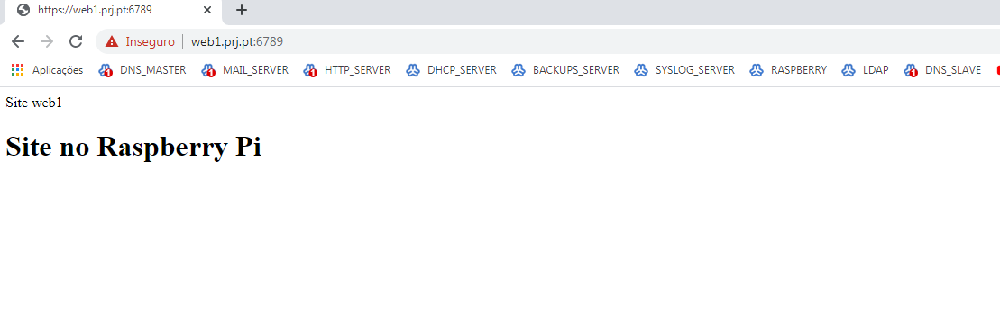 https://web1.prj.pt:6789
Inseguro web1.prj.pt:6789
Aplicações DNS_MASTER MAIL_SERVER HTTP_SERVER DHCP_SERVER BACKUPS_SERVER SYSLOG_SERVER RASPBERRY LDAP DNS_SLAVE
Site web1
Site no Raspberry Pi